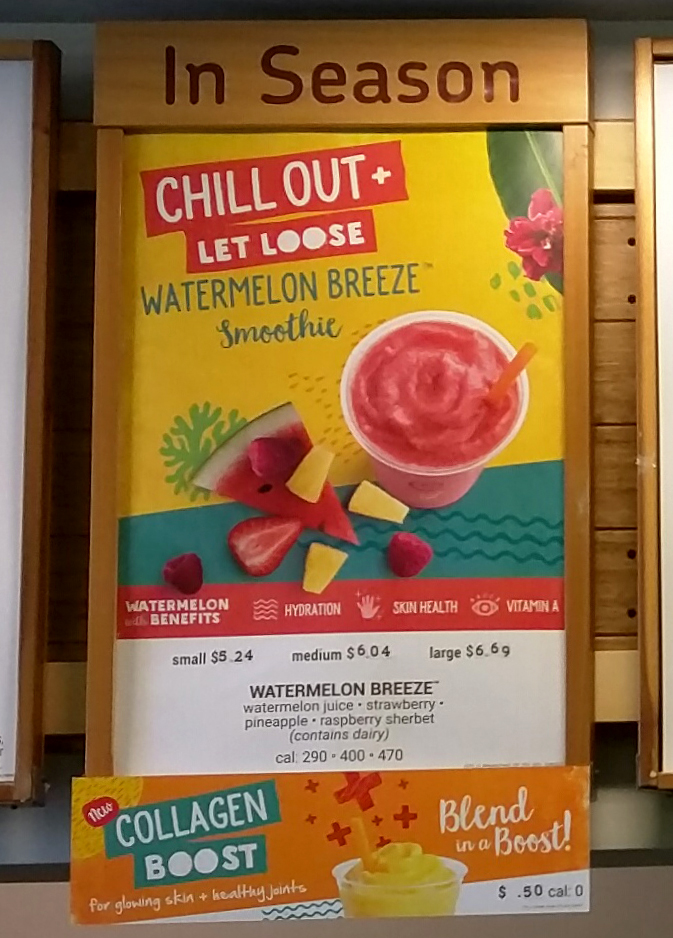 In Season
CHILL OUT +
LET LOOSE
WATERMELON BREEZE™
Smoothie
WATERMELON
with BENEFITS
HYDRATION
SKIN HEALTH
VITAMIN A
small $5.24 medium $6.04 large $6.69
WATERMELON BREEZE™
watermelon juice • strawberry •
pineapple • raspberry sherbet
(contains dairy)
cal: 290 • 400 • 470
New
COLLAGEN
BOOST
for glowing skin + healthy joints
Blend
in a Boost!
$ .50 cal: 0